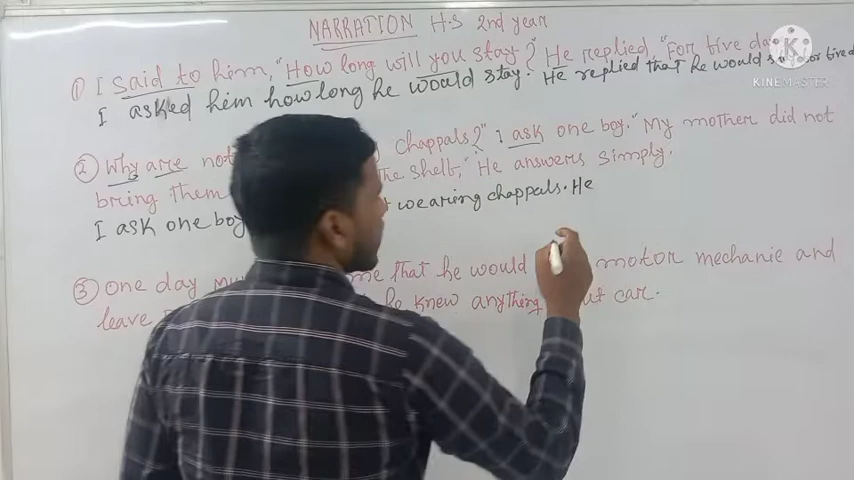 NARRATION H.S 2nd year
① I said to him, "How long will you stay?" He replied, "For five
I asked him how long he would stay. He replied that he would for five
② Why are not chappals?" I ask one boy. "My mother did not
bring them the shelf," He answers simply.
I ask one boy wearing chappals. He
③ One day me that he would motor mechanic and
leave he knew anything car.
KINEMASTER